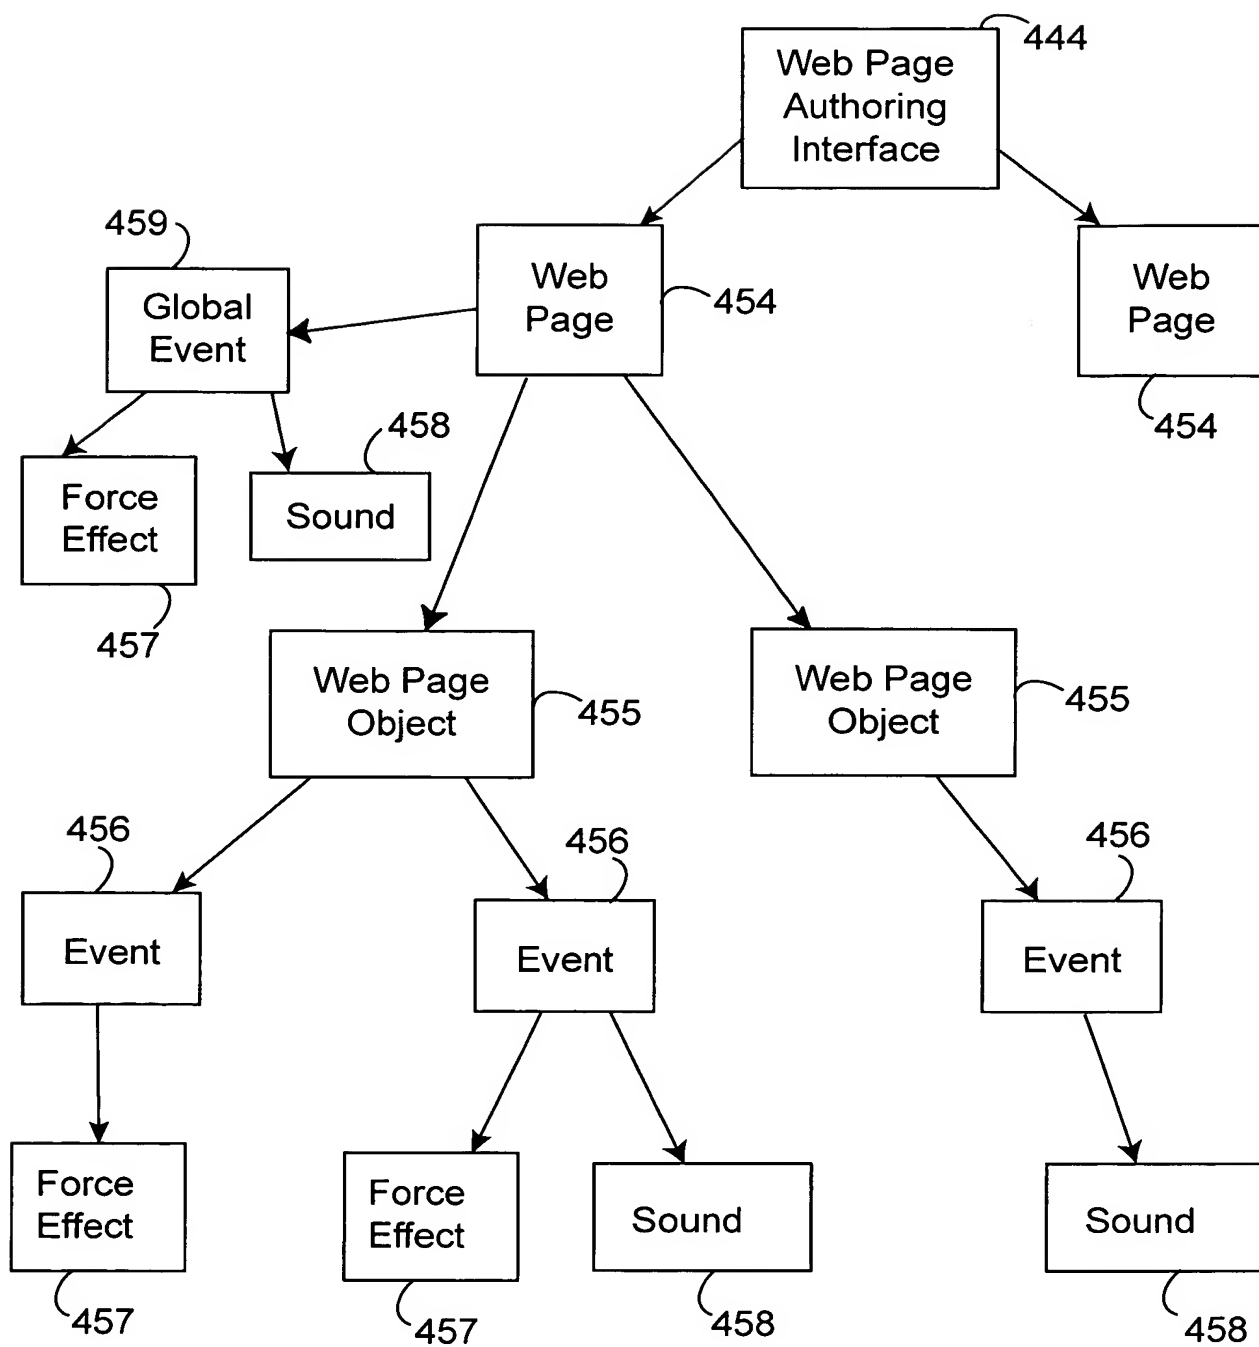 444
Web Page
Authoring
Interface
459
Global
Event
Web
Page
454
Web
Page
454
458
Force
Effect
Sound
457
Web Page
Object
455
Web Page
Object
455
456
Event
456
Event
456
Event
Force
Effect
457
Force
Effect
457
Sound
458
Sound
458